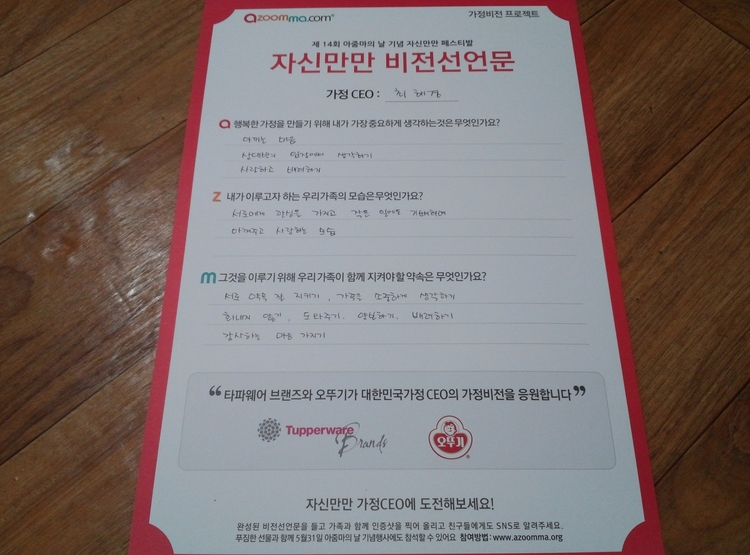 azoomma.com
가정비전 프로젝트
제 14회 아줌마의 날 기념 자신만만 페스티발
자신만만 비전선언문
가정 CEO : 최 혜경
a 행복한 가정을 만들기 위해 내가 가장 중요하게 생각하는것은 무엇인가요?
아끼는 마음
상대방의 입장에서 생각하기
사랑하고 배려하기
z 내가 이루고자 하는 우리가족의 모습은무엇인가요?
서로에게 관심을 가지고 작은 일에도 기뻐하며
아껴주고 사랑하는 모습
m 그것을 이루기 위해 우리 가족이 함께 지켜야 할 약속은 무엇인가요?
서로 약속 잘 지키기, 가족을 소중하게 생각하기
화내지 않기, 도와주기, 양보하기, 배려하기
감사하는 마음 가지기
“타파웨어 브랜즈와 오뚜기가 대한민국가정 CEO의 가정비전을 응원합니다”
Tupperware Brands
오뚜기
자신만만 가정CEO에 도전해보세요!
완성된 비전선언문을 들고 가족과 함께 인증샷을 찍어 올리고 친구들에게도 SNS로 알려주세요.
푸짐한 선물과 함께 5월31일 아줌마의 날 기념행사에도 참석할 수 있어요 참여방법 : www.azoomma.org